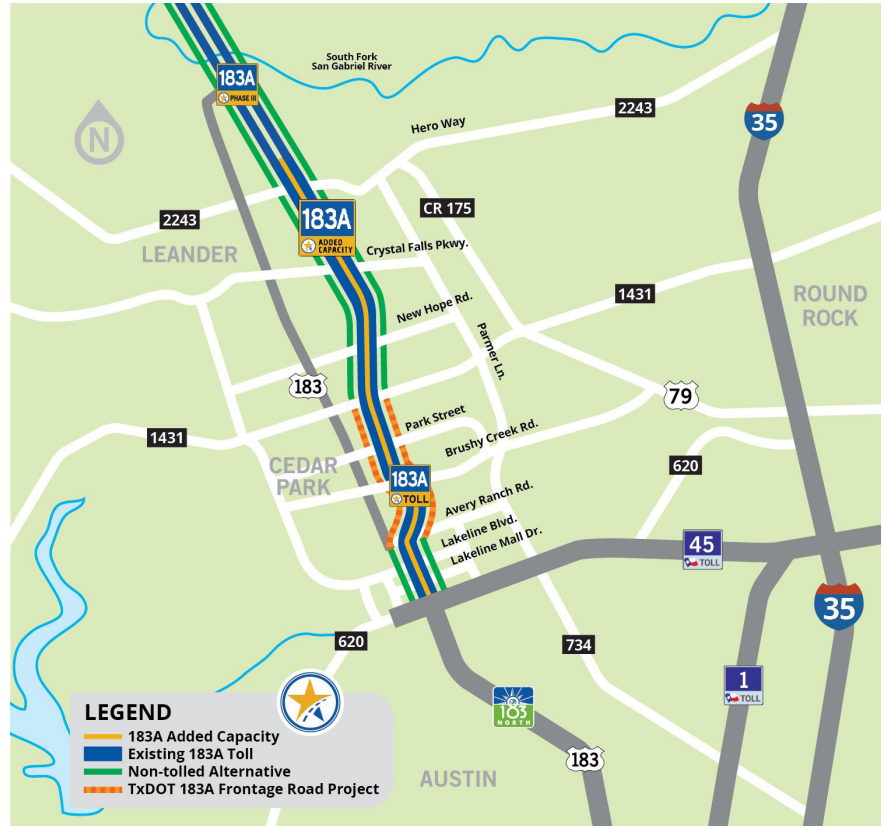 South Fork
San Gabriel River
183A
PHASE III
N
Hero Way
2243
35
CR 175
2243
183A
ADDED
CAPACITY
LEANDER
Crystal Falls Pkwy.
New Hope Rd.
1431
ROUND
ROCK
Parmer Ln.
183
79
Park Street
1431
Brushy Creek Rd.
620
CEDAR
PARK
183A
TOLL
Avery Ranch Rd.
Lakeline Blvd.
Lakeline Mall Dr.
45
TOLL
35
620
734
1
TOLL
183
NORTH
183
AUSTIN
LEGEND
183A Added Capacity
Existing 183A Toll
Non-tolled Alternative
TxDOT 183A Frontage Road Project